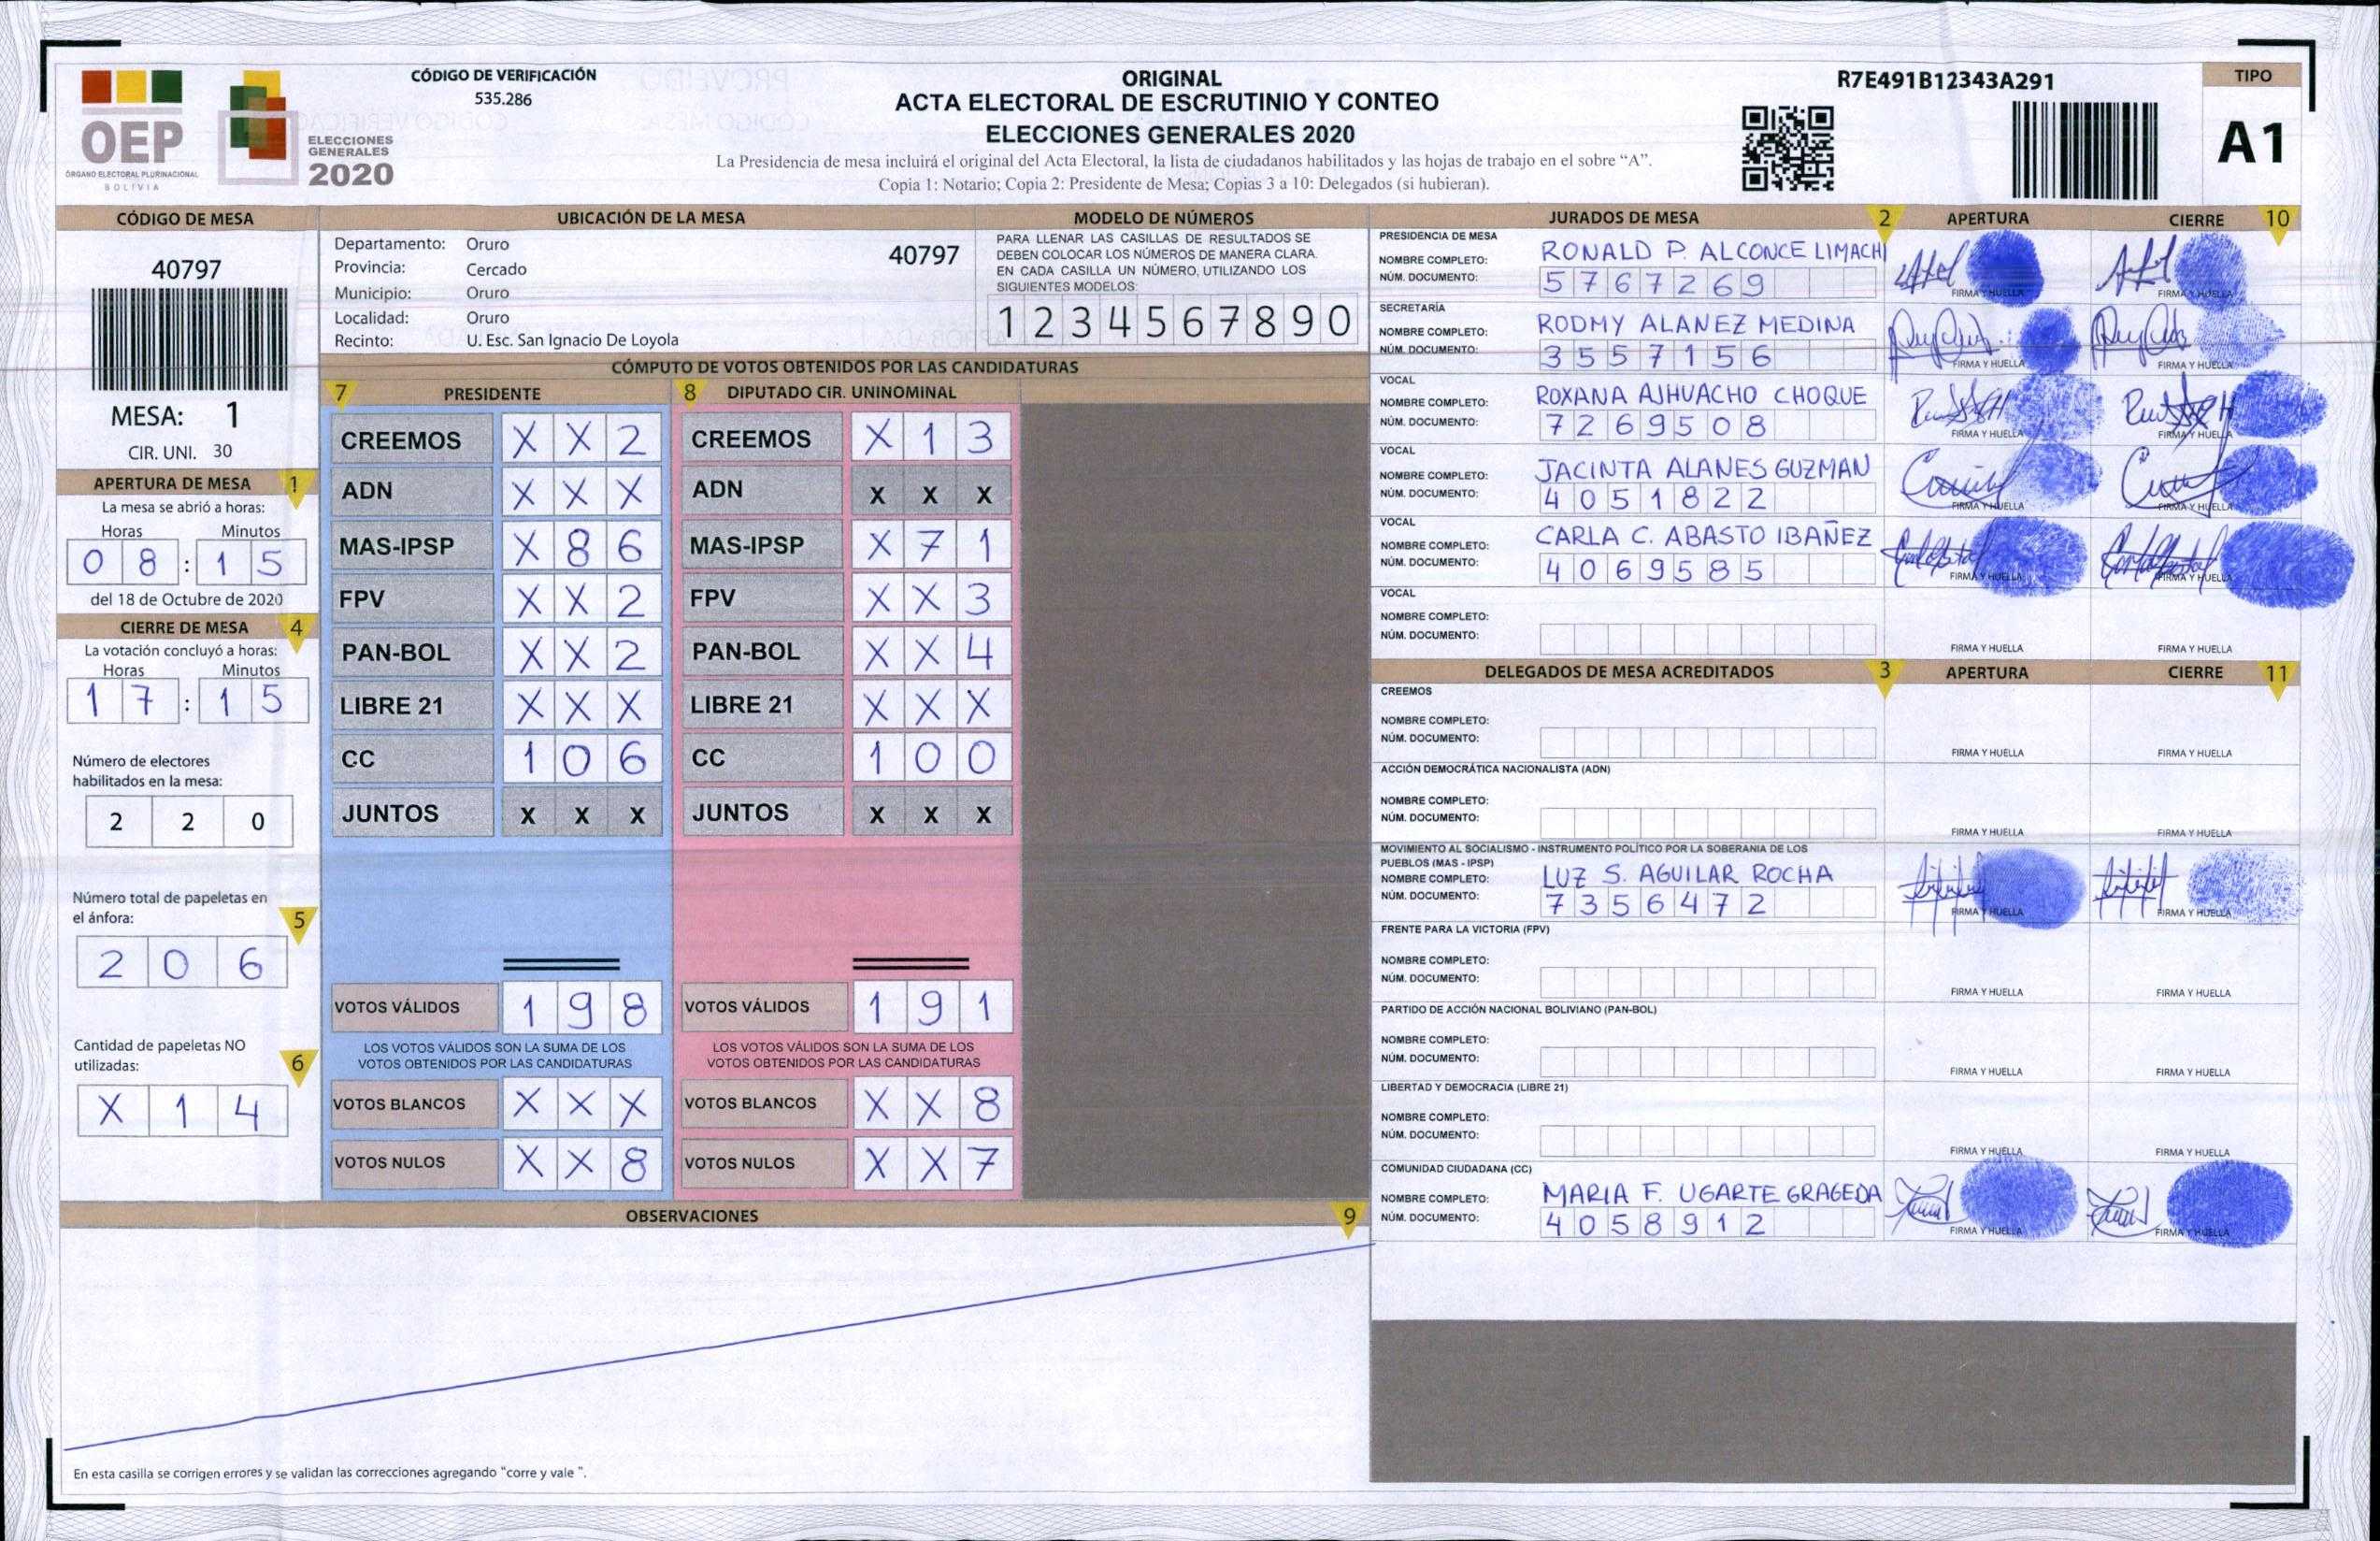 OEP
ÓRGANO ELECTORAL PLURINACIONAL
BOLIVIA
ELECCIONES
GENERALES
2020
CÓDIGO DE VERIFICACIÓN
535.286
ORIGINAL
ACTA ELECTORAL DE ESCRUTINIO Y CONTEO
ELECCIONES GENERALES 2020
La Presidencia de mesa incluirá el original del Acta Electoral, la lista de ciudadanos habilitados y las hojas de trabajo en el sobre “A”.
Copia 1: Notario; Copia 2: Presidente de Mesa; Copias 3 a 10: Delegados (si hubieran).
R7E491B12343A291
TIPO
A1
CÓDIGO DE MESA
40797
MESA: 1
CIR. UNI. 30
APERTURA DE MESA 1
La mesa se abrió a horas:
Horas Minutos
0 8 : 1 5
del 18 de Octubre de 2020
CIERRE DE MESA 4
La votación concluyó a horas:
Horas Minutos
1 7 : 1 5
Número de electores
habilitados en la mesa:
2 2 0
Número total de papeletas en
el ánfora: 5
2 0 6
Cantidad de papeletas NO
utilizadas: 6
X 1 4
UBICACIÓN DE LA MESA
Departamento: Oruro 40797
Provincia: Cercado
Municipio: Oruro
Localidad: Oruro
Recinto: U. Esc. San Ignacio De Loyola
MODELO DE NÚMEROS
PARA LLENAR LAS CASILLAS DE RESULTADOS SE
DEBEN COLOCAR LOS NÚMEROS DE MANERA CLARA.
EN CADA CASILLA UN NÚMERO, UTILIZANDO LOS
SIGUIENTES MODELOS:
1 2 3 4 5 6 7 8 9 0
CÓMPUTO DE VOTOS OBTENIDOS POR LAS CANDIDATURAS
7 PRESIDENTE 8 DIPUTADO CIR. UNINOMINAL
CREEMOS X X 2 CREEMOS X 1 3
ADN X X X ADN X X X
MAS-IPSP X 8 6 MAS-IPSP X 7 1
FPV X X 2 FPV X X 3
PAN-BOL X X 2 PAN-BOL X X 4
LIBRE 21 X X X LIBRE 21 X X X
CC 1 0 6 CC 1 0 0
JUNTOS X X X JUNTOS X X X
VOTOS VÁLIDOS 1 9 8 VOTOS VÁLIDOS 1 9 1
LOS VOTOS VÁLIDOS SON LA SUMA DE LOS LOS VOTOS VÁLIDOS SON LA SUMA DE LOS
VOTOS OBTENIDOS POR LAS CANDIDATURAS VOTOS OBTENIDOS POR LAS CANDIDATURAS
VOTOS BLANCOS X X X VOTOS BLANCOS X X 8
VOTOS NULOS X X 8 VOTOS NULOS X X 7
OBSERVACIONES 9
En esta casilla se corrigen errores y se validan las correcciones agregando "corre y vale ".
JURADOS DE MESA 2 APERTURA CIERRE 10
PRESIDENCIA DE MESA
NOMBRE COMPLETO: RONALD P. ALCONCE LIMACHI
NÚM. DOCUMENTO: 5767269
FIRMA Y HUELLA FIRMA Y HUELLA
SECRETARÍA
NOMBRE COMPLETO: RODMY ALANEZ MEDINA
NÚM. DOCUMENTO: 3557156
FIRMA Y HUELLA FIRMA Y HUELLA
VOCAL
NOMBRE COMPLETO: ROXANA AJHUACHO CHOQUE
NÚM. DOCUMENTO: 7269508
FIRMA Y HUELLA FIRMA Y HUELLA
VOCAL
NOMBRE COMPLETO: JACINTA ALANES GUZMAN
NÚM. DOCUMENTO: 4051822
FIRMA Y HUELLA FIRMA Y HUELLA
VOCAL
NOMBRE COMPLETO: CARLA C. ABASTO IBAÑEZ
NÚM. DOCUMENTO: 4069585
FIRMA Y HUELLA FIRMA Y HUELLA
VOCAL
NOMBRE COMPLETO:
NÚM. DOCUMENTO:
FIRMA Y HUELLA FIRMA Y HUELLA
DELEGADOS DE MESA ACREDITADOS 3 APERTURA CIERRE 11
CREEMOS
NOMBRE COMPLETO:
NÚM. DOCUMENTO:
FIRMA Y HUELLA FIRMA Y HUELLA
ACCIÓN DEMOCRÁTICA NACIONALISTA (ADN)
NOMBRE COMPLETO:
NÚM. DOCUMENTO:
FIRMA Y HUELLA FIRMA Y HUELLA
MOVIMIENTO AL SOCIALISMO - INSTRUMENTO POLÍTICO POR LA SOBERANIA DE LOS
PUEBLOS (MAS - IPSP)
NOMBRE COMPLETO: LUZ S. AGUILAR ROCHA
NÚM. DOCUMENTO: 7356472
FIRMA Y HUELLA FIRMA Y HUELLA
FRENTE PARA LA VICTORIA (FPV)
NOMBRE COMPLETO:
NÚM. DOCUMENTO:
FIRMA Y HUELLA FIRMA Y HUELLA
PARTIDO DE ACCIÓN NACIONAL BOLIVIANO (PAN-BOL)
NOMBRE COMPLETO:
NÚM. DOCUMENTO:
FIRMA Y HUELLA FIRMA Y HUELLA
LIBERTAD Y DEMOCRACIA (LIBRE 21)
NOMBRE COMPLETO:
NÚM. DOCUMENTO:
FIRMA Y HUELLA FIRMA Y HUELLA
COMUNIDAD CIUDADANA (CC)
NOMBRE COMPLETO: MARIA F. UGARTE GRAGEDA
NÚM. DOCUMENTO: 4058912
FIRMA Y HUELLA FIRMA Y HUELLA